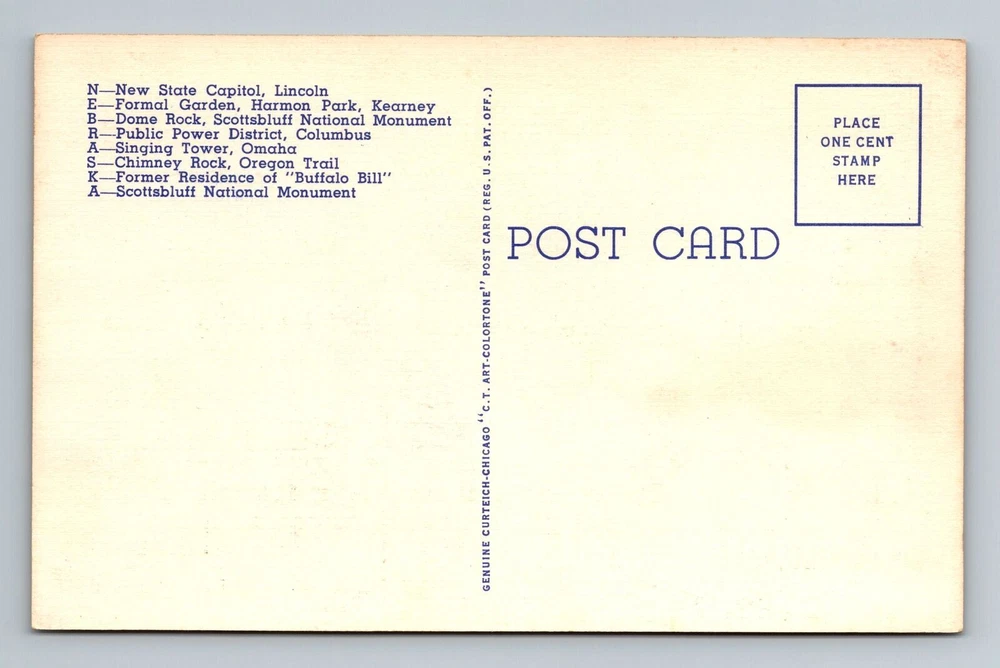 N—New State Capitol, Lincoln
E—Formal Garden, Harmon Park, Kearney
B—Dome Rock, Scottsbluff National Monument
R—Public Power District, Columbus
A—Singing Tower, Omaha
S—Chimney Rock, Oregon Trail
K—Former Residence of "Buffalo Bill"
A—Scottsbluff National Monument
GENUINE CURTEICH-CHICAGO "C.T. ART-COLORTONE" POST CARD (REG. U.S. PAT. OFF.)
POST CARD
PLACE
ONE CENT
STAMP
HERE